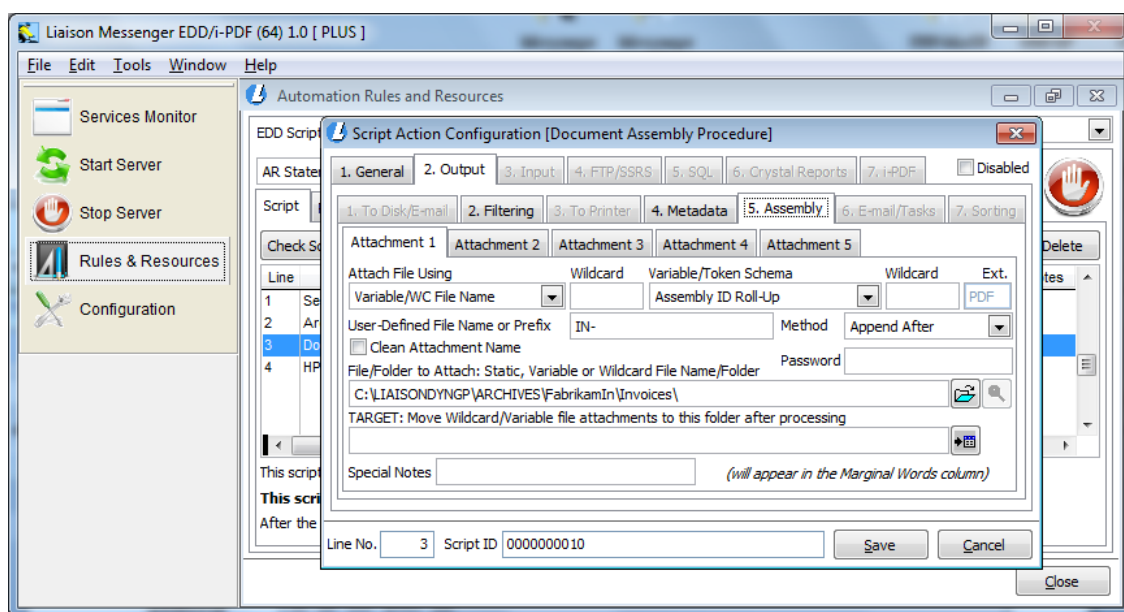 Liaison Messenger EDD/i-PDF (64) 1.0 [ PLUS ]
File Edit Tools Window Help
Services Monitor
Start Server
Stop Server
Rules & Resources
Configuration
Automation Rules and Resources
EDD Script
AR State
Script
Check Sc
Delete
Line
tes
1 Se
2 Ar
3 Do
4 HP
This script
This scri
After the
Close
Script Action Configuration [Document Assembly Procedure]
1. General 2. Output 3. Input 4. FTP/SSRS 5. SQL 6. Crystal Reports 7. i-PDF Disabled
1. To Disk/E-mail 2. Filtering 3. To Printer 4. Metadata 5. Assembly 6. E-mail/Tasks 7. Sorting
Attachment 1 Attachment 2 Attachment 3 Attachment 4 Attachment 5
Attach File Using Wildcard Variable/Token Schema Wildcard Ext.
Variable/WC File Name Assembly ID Roll-Up PDF
User-Defined File Name or Prefix IN- Method Append After
Clean Attachment Name
Password
File/Folder to Attach: Static, Variable or Wildcard File Name/Folder
C:\LIAISONDYNGP\ARCHIVES\FabrikamIn\Invoices\
TARGET: Move Wildcard/Variable file attachments to this folder after processing
Special Notes (will appear in the Marginal Words column)
Line No. 3 Script ID 0000000010 Save Cancel